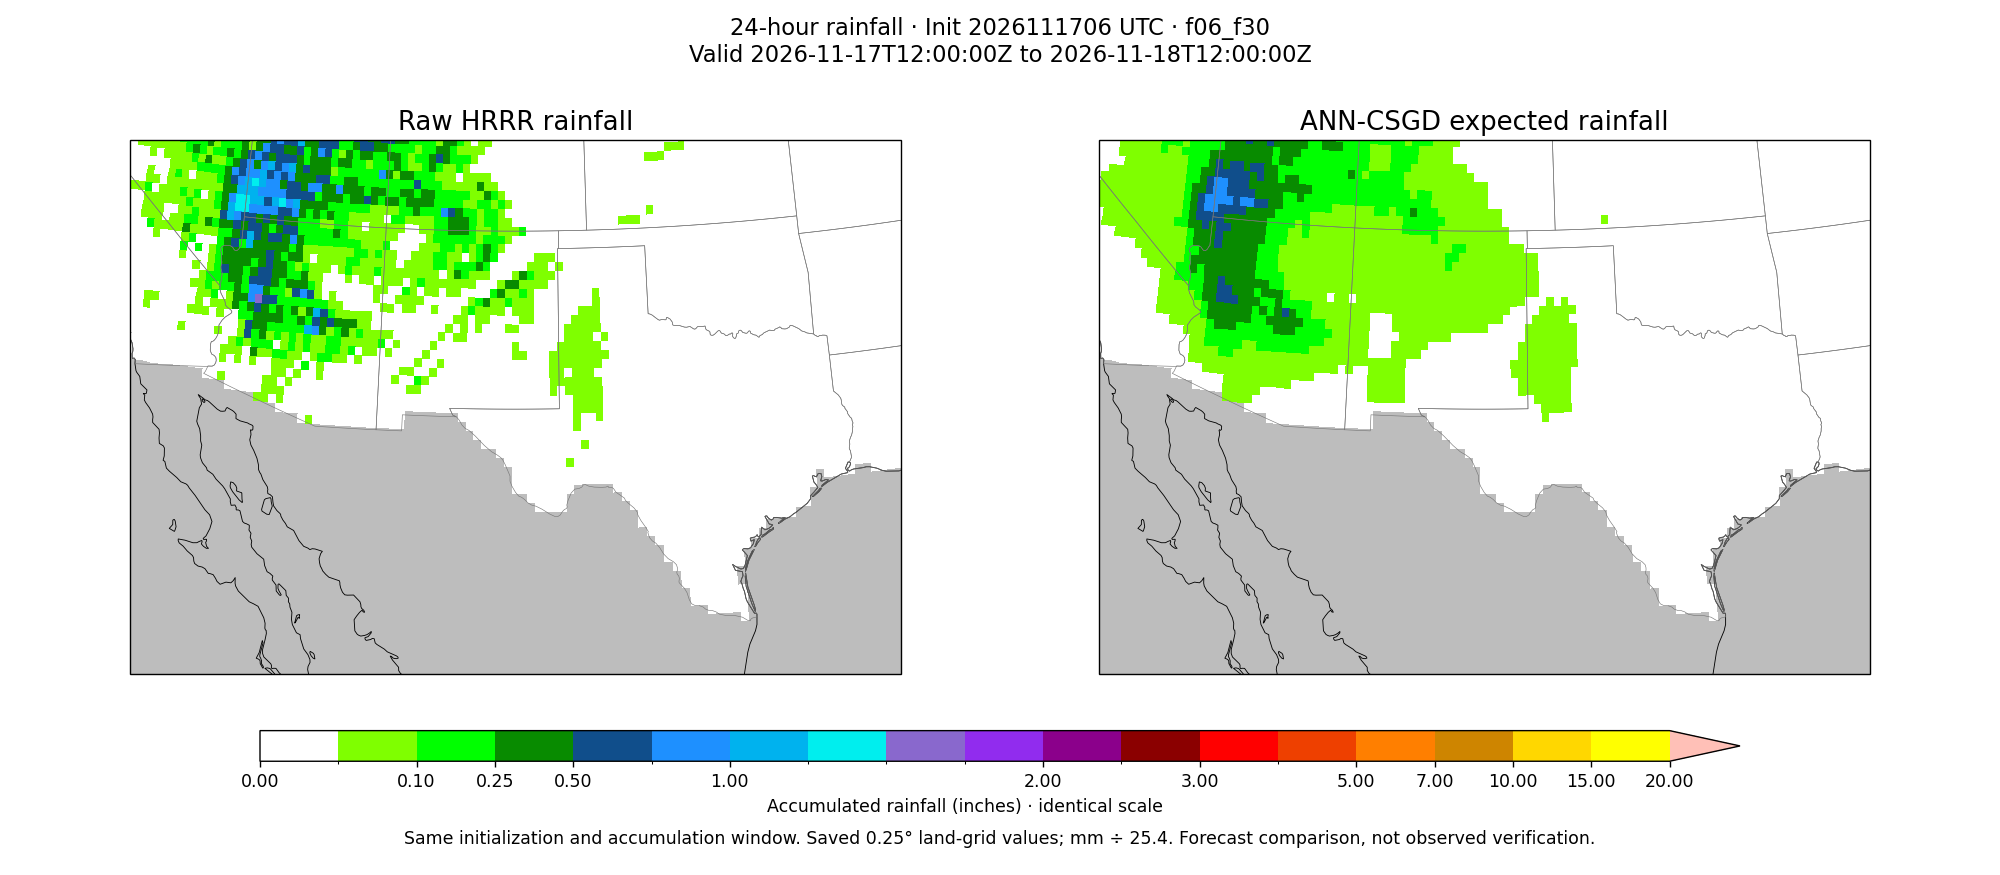 24-hour rainfall · Init 2026111706 UTC · f06_f30
Valid 2026-11-17T12:00:00Z to 2026-11-18T12:00:00Z
Raw HRRR rainfall
ANN-CSGD expected rainfall
0.00 0.10 0.25 0.50 1.00 2.00 3.00 5.00 7.00 10.00 15.00 20.00
Accumulated rainfall (inches) · identical scale
Same initialization and accumulation window. Saved 0.25° land-grid values; mm ÷ 25.4. Forecast comparison, not observed verification.